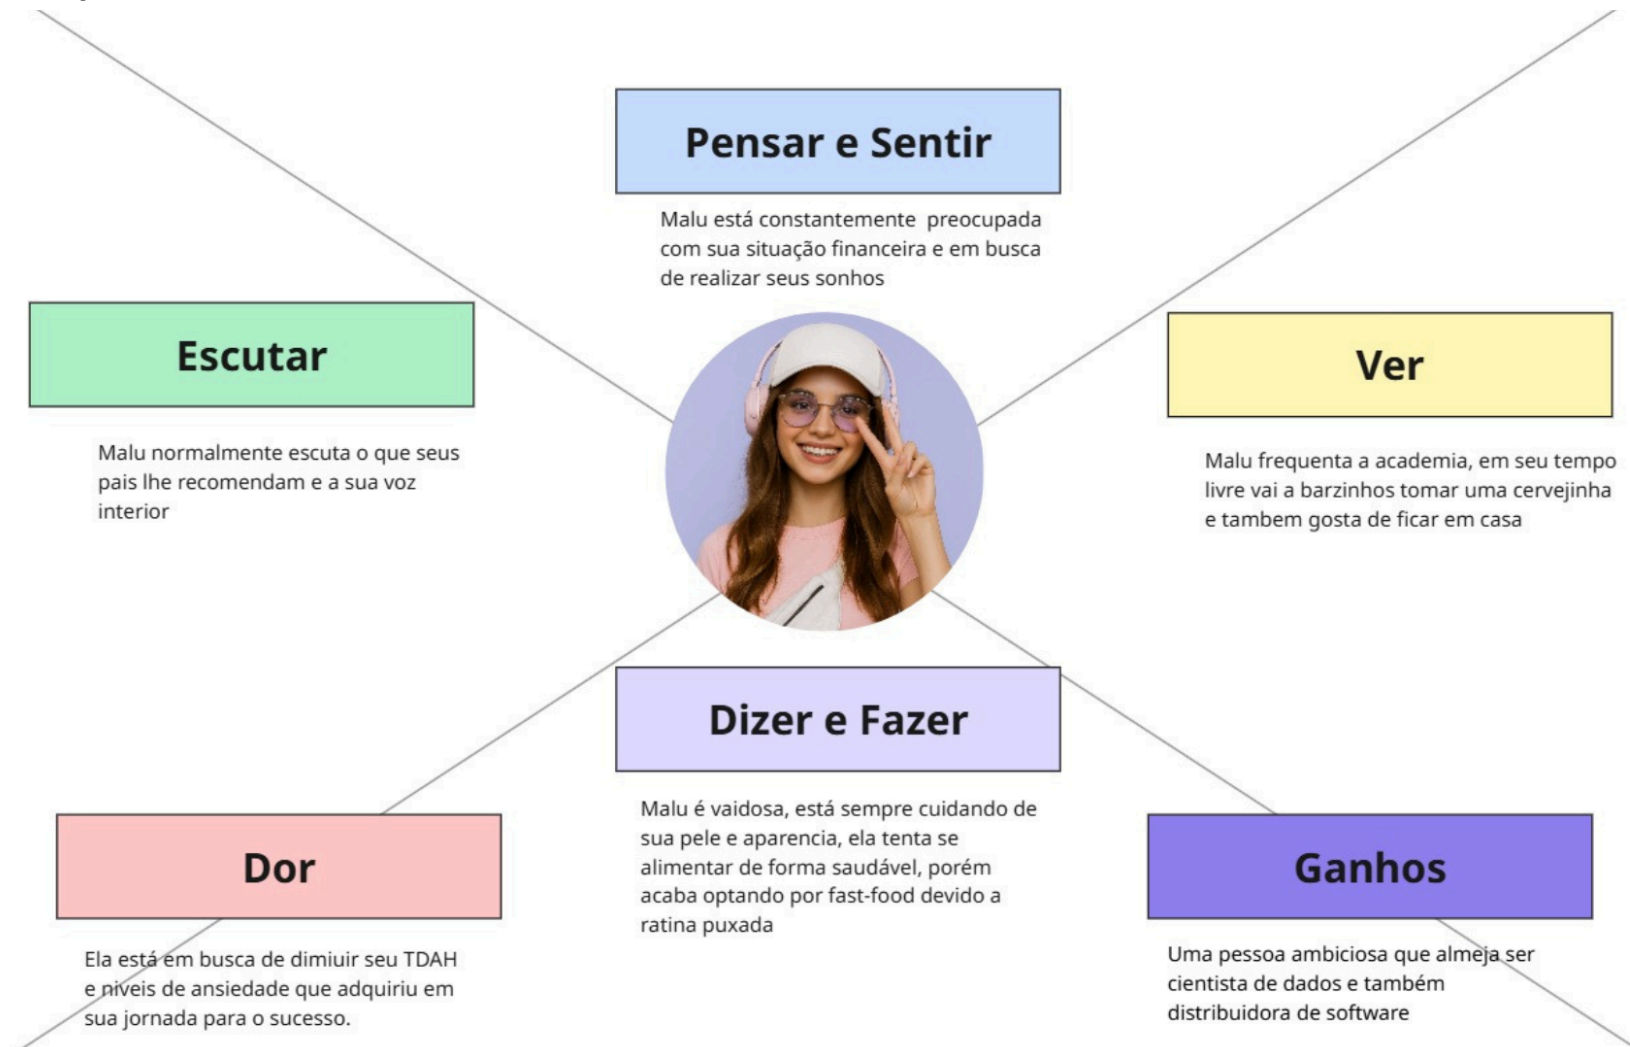 Pensar e Sentir
Malu está constantemente  preocupada
com sua situação financeira e em busca
de realizar seus sonhos
Escutar
Malu normalmente escuta o que seus
pais lhe recomendam e a sua voz
interior
Ver
Malu frequenta a academia, em seu tempo
livre vai a barzinhos tomar uma cervejinha
e tambem gosta de ficar em casa
Dizer e Fazer
Malu é vaidosa, está sempre cuidando de
sua pele e aparencia, ela tenta se
alimentar de forma saudável, porém
acaba optando por fast-food devido a
ratina puxada
Dor
Ela está em busca de dimiuir seu TDAH
e níveis de ansiedade que adquiriu em
sua jornada para o sucesso.
Ganhos
Uma pessoa ambiciosa que almeja ser
cientista de dados e também
distribuidora de software